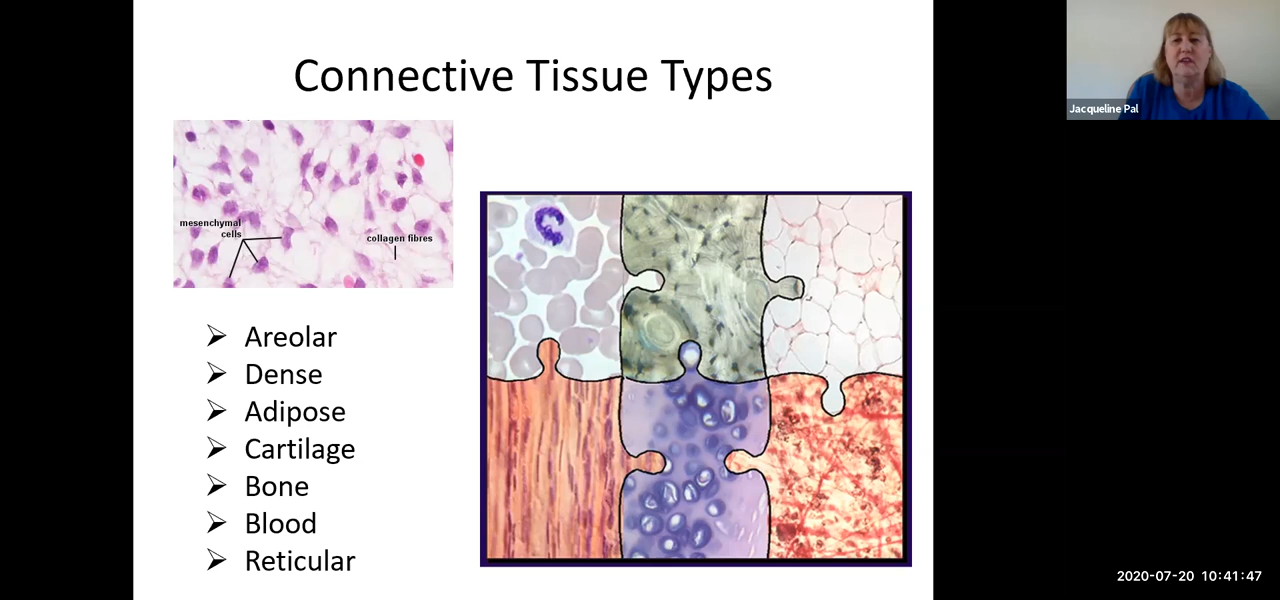 Connective Tissue Types
Jacqueline Pal
mesenchymal
cells
collagen fibres
➢ Areolar
➢ Dense
➢ Adipose
➢ Cartilage
➢ Bone
➢ Blood
➢ Reticular
2020-07-20 10:41:47